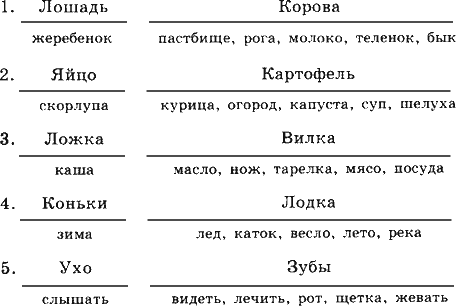 1. Лошадь Корова
жеребенок пастбище, рога, молоко, теленок, бык
2. Яйцо Картофель
скорлупа курица, огород, капуста, суп, шелуха
3. Ложка Вилка
каша масло, нож, тарелка, мясо, посуда
4. Коньки Лодка
зима лед, каток, весло, лето, река
5. Ухо Зубы
слышать видеть, лечить, рот, щетка, жевать